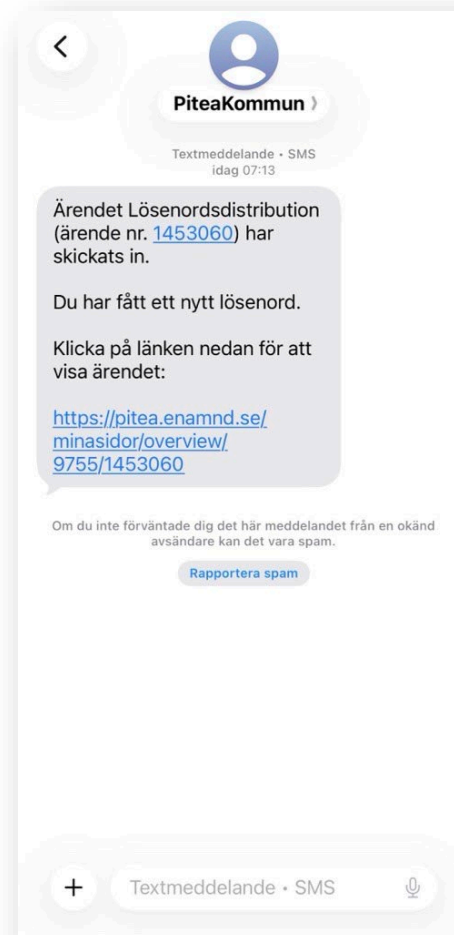 PiteaKommun
Textmeddelande • SMS
idag 07:13
Ärendet Lösenordsdistribution
(ärende nr. 1453060) har
skickats in.
Du har fått ett nytt lösenord.
Klicka på länken nedan för att
visa ärendet:
https://pitea.enamnd.se/
minasidor/overview/
9755/1453060
Om du inte förväntade dig det här meddelandet från en okänd
avsändare kan det vara spam.
Rapportera spam
Textmeddelande • SMS